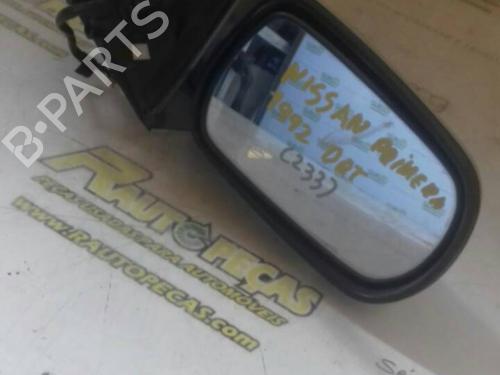 B-PARTS
NISSAN PRIMERA
1992 DRT
(233)
RAUTOPEÇAS
PEÇAS USADAS PARA AUTOMÓVEIS
www.RAUTOPECAS.com